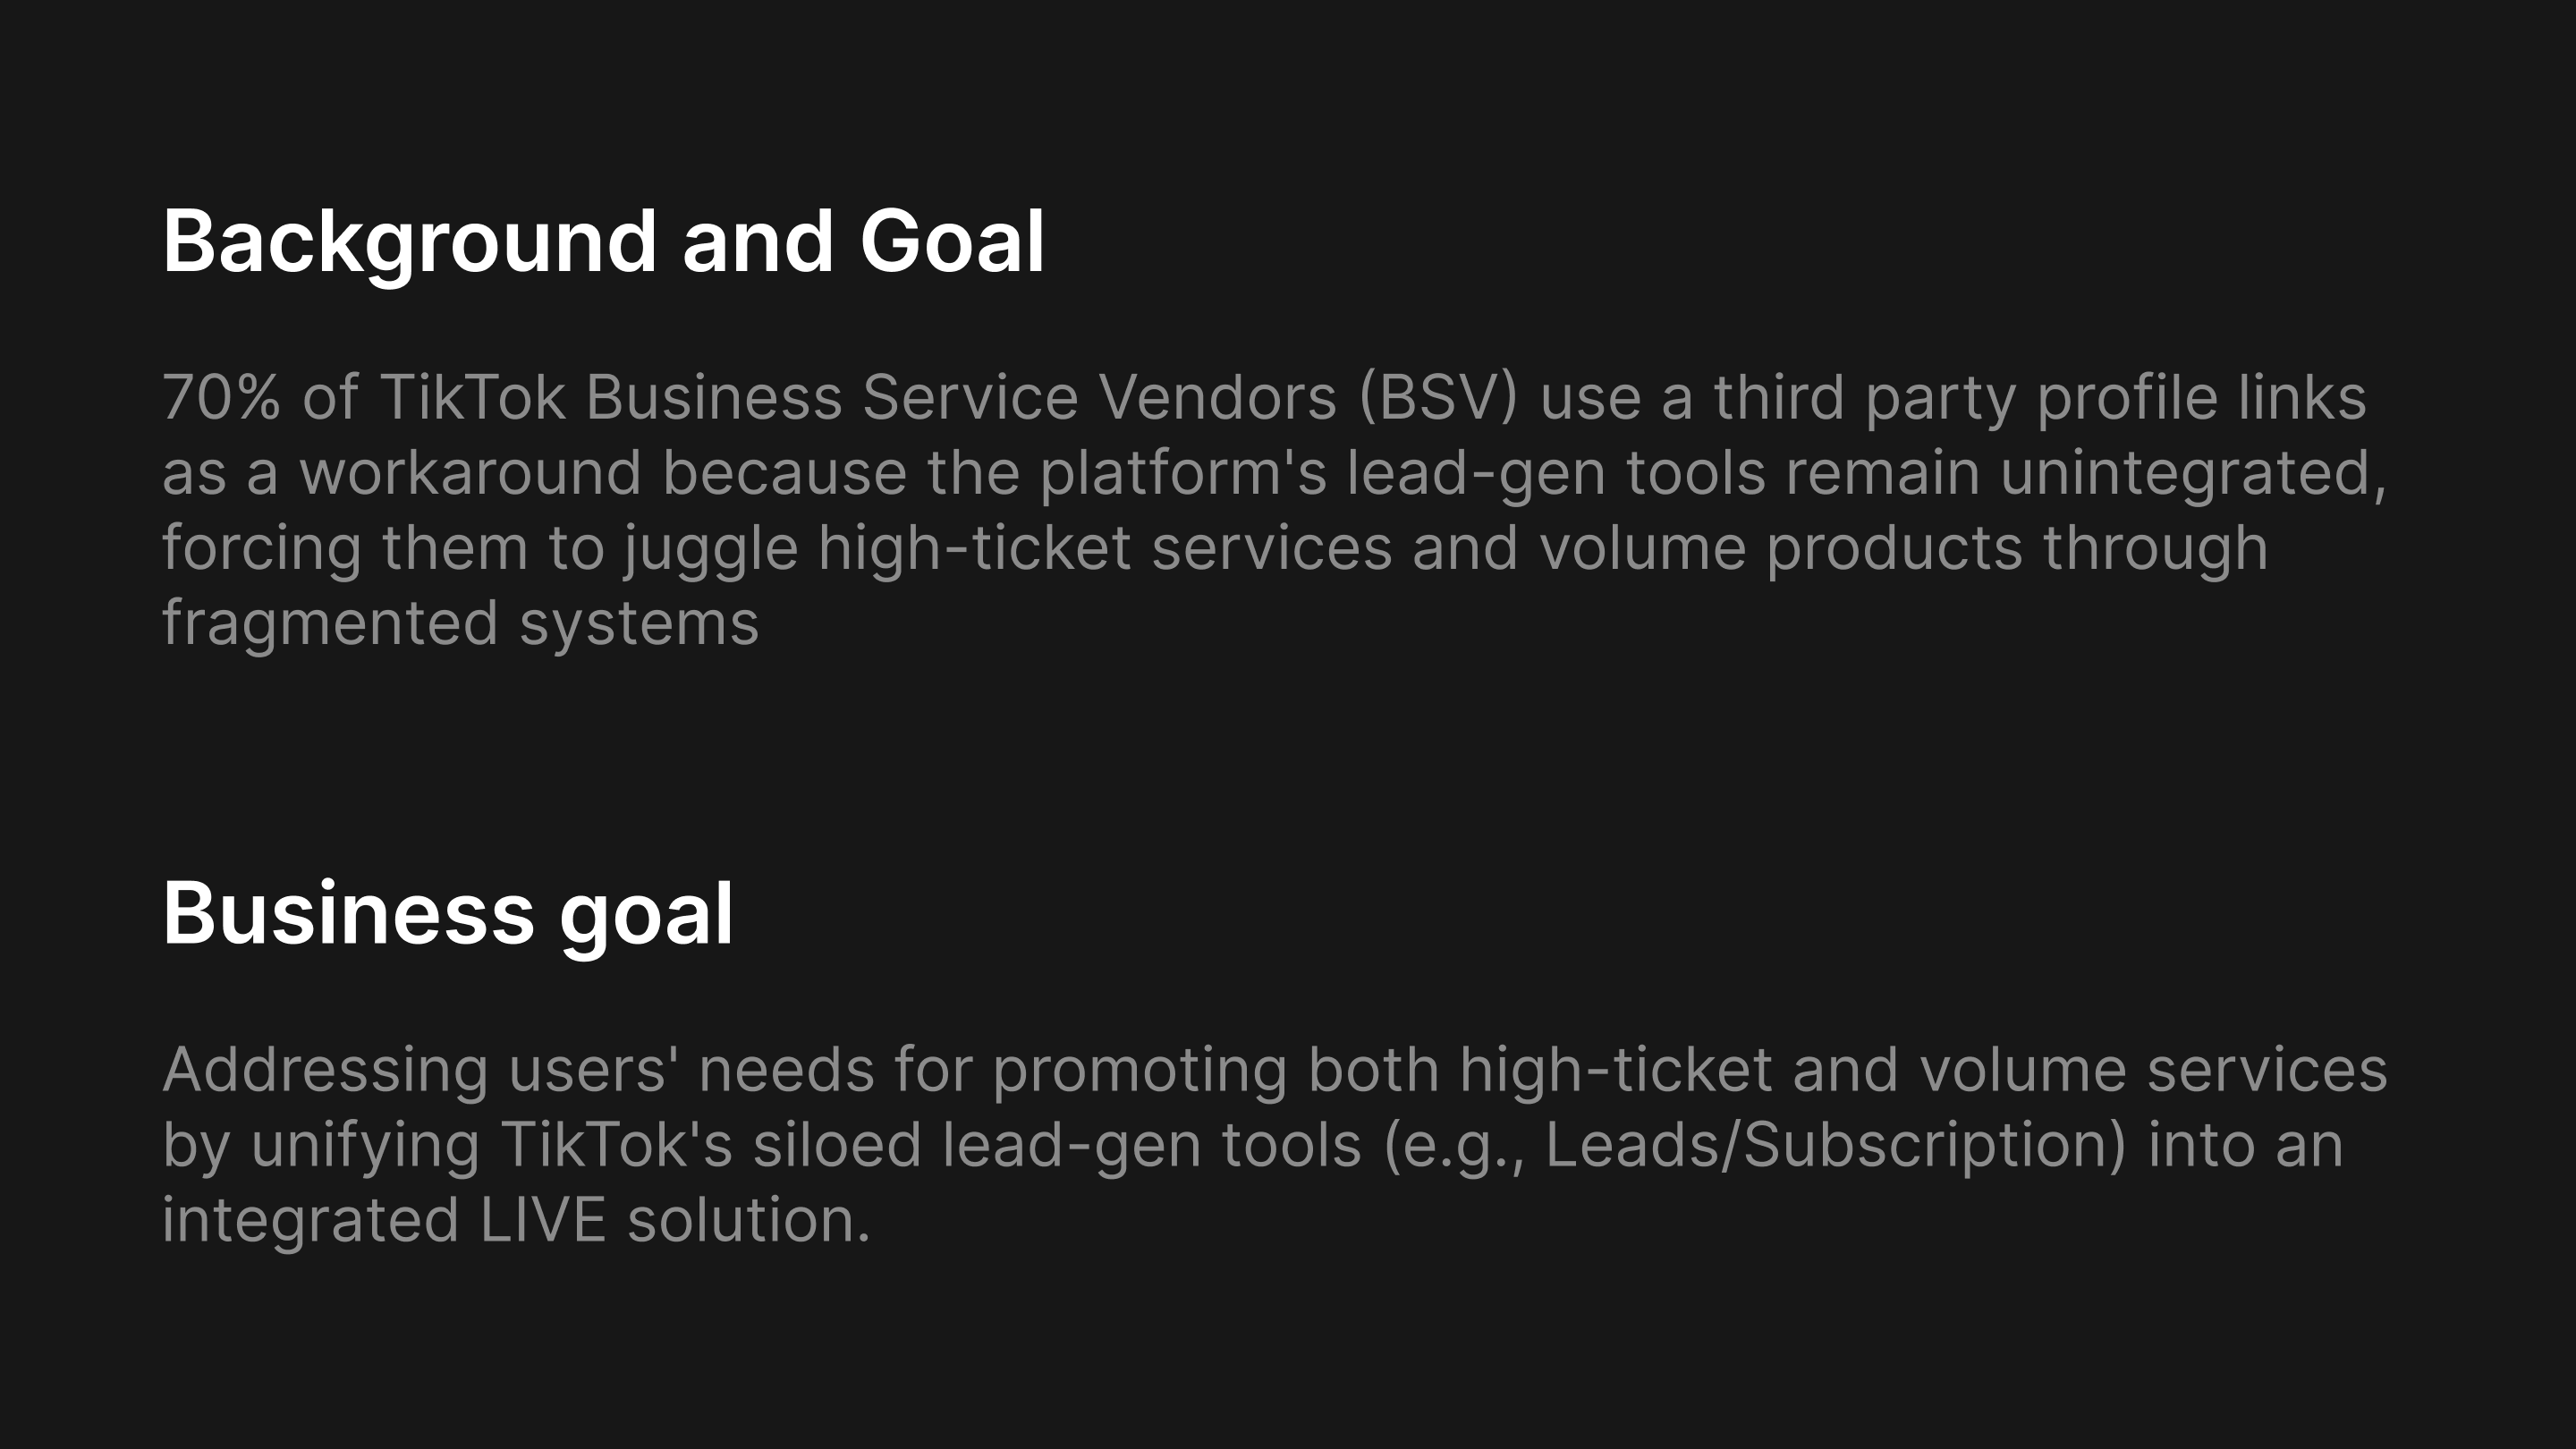 Background and Goal
70% of TikTok Business Service Vendors (BSV) use a third party profile links
as a workaround because the platform's lead-gen tools remain unintegrated,
forcing them to juggle high-ticket services and volume products through
fragmented systems
Business goal
Addressing users' needs for promoting both high-ticket and volume services
by unifying TikTok's siloed lead-gen tools (e.g., Leads/Subscription) into an
integrated LIVE solution.